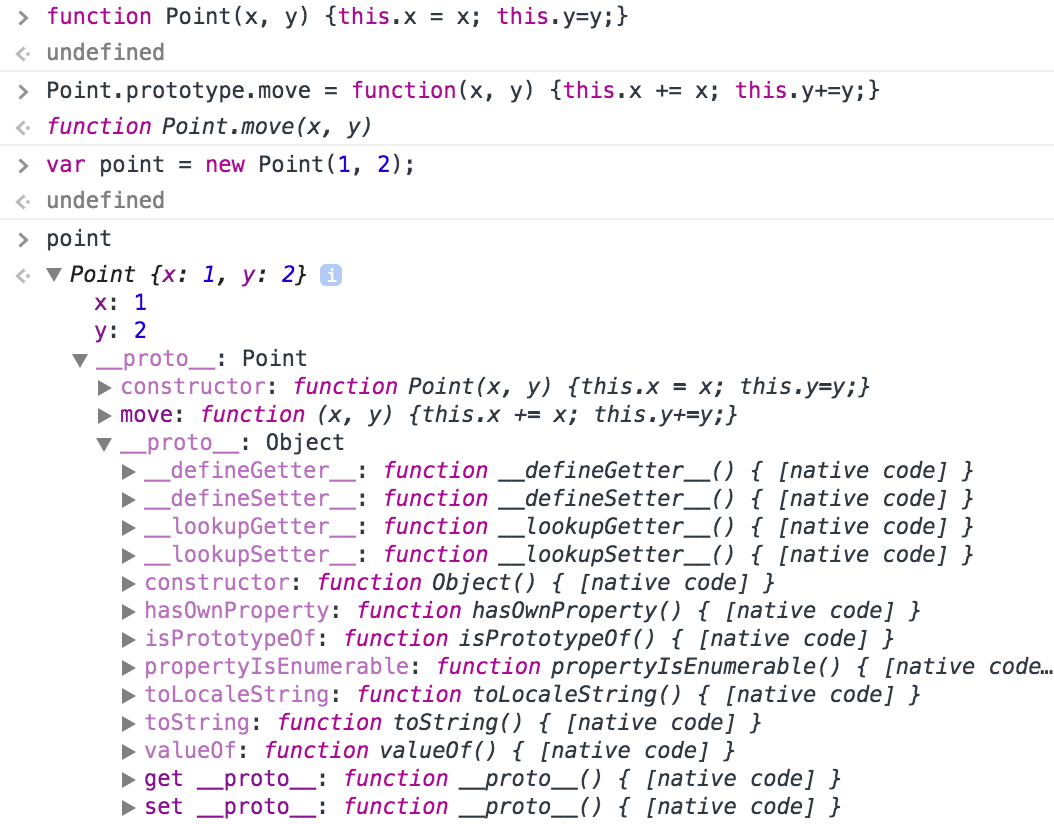 > function Point(x, y) {this.x = x; this.y=y;}
<· undefined
> Point.prototype.move = function(x, y) {this.x += x; this.y+=y;}
<· function Point.move(x, y)
> var point = new Point(1, 2);
<· undefined
> point
<· ▼ Point {x: 1, y: 2} i
x: 1
y: 2
▼ __proto__: Point
▶ constructor: function Point(x, y) {this.x = x; this.y=y;}
▶ move: function (x, y) {this.x += x; this.y+=y;}
▼ __proto__: Object
▶ __defineGetter__: function __defineGetter__() { [native code] }
▶ __defineSetter__: function __defineSetter__() { [native code] }
▶ __lookupGetter__: function __lookupGetter__() { [native code] }
▶ __lookupSetter__: function __lookupSetter__() { [native code] }
▶ constructor: function Object() { [native code] }
▶ hasOwnProperty: function hasOwnProperty() { [native code] }
▶ isPrototypeOf: function isPrototypeOf() { [native code] }
▶ propertyIsEnumerable: function propertyIsEnumerable() { [native code…
▶ toLocaleString: function toLocaleString() { [native code] }
▶ toString: function toString() { [native code] }
▶ valueOf: function valueOf() { [native code] }
▶ get __proto__: function __proto__() { [native code] }
▶ set __proto__: function __proto__() { [native code] }